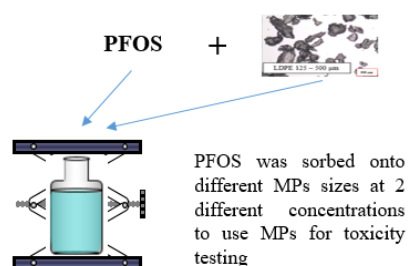 PFOS +
LDPE 125 – 500 µm
PFOS was sorbed onto
different MPs sizes at 2
different concentrations
to use MPs for toxicity
testing